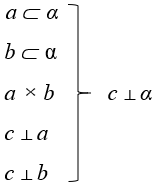 a ⊂ α
b ⊂ α
a × b
c ⊥ a
c ⊥ b
c ⊥ α